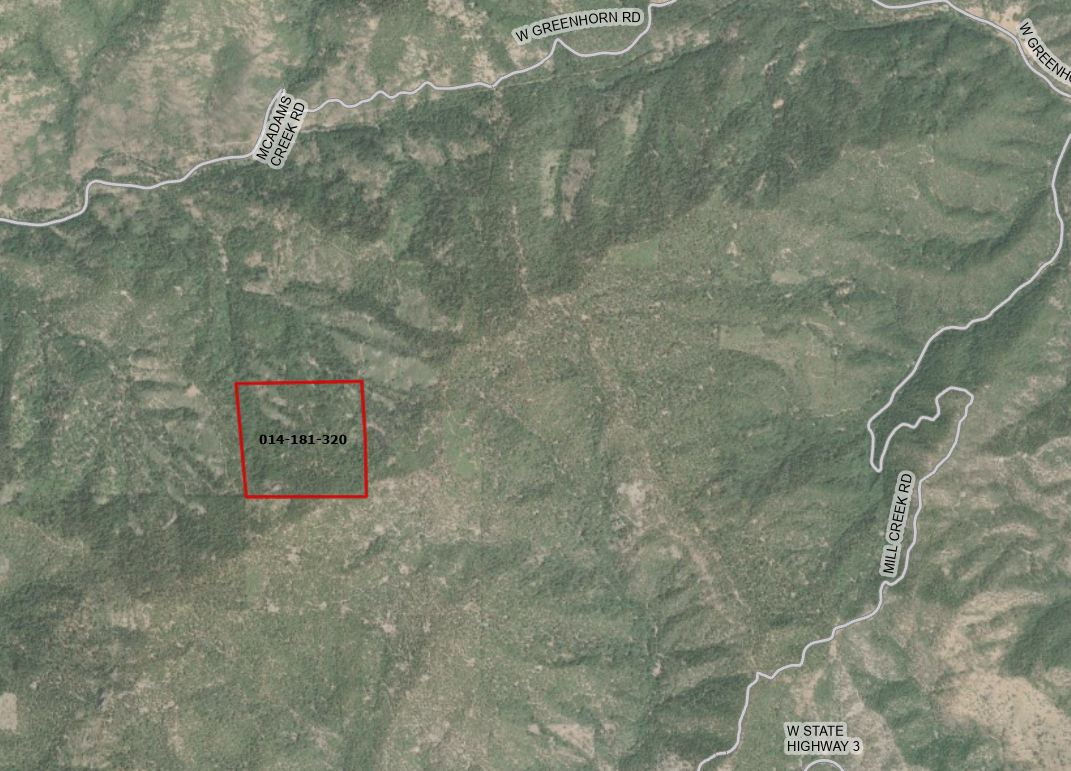 W GREENHORN RD
W GREENHO
MCADAMS
CREEK RD
014-181-320
MILL CREEK RD
W STATE
HIGHWAY 3